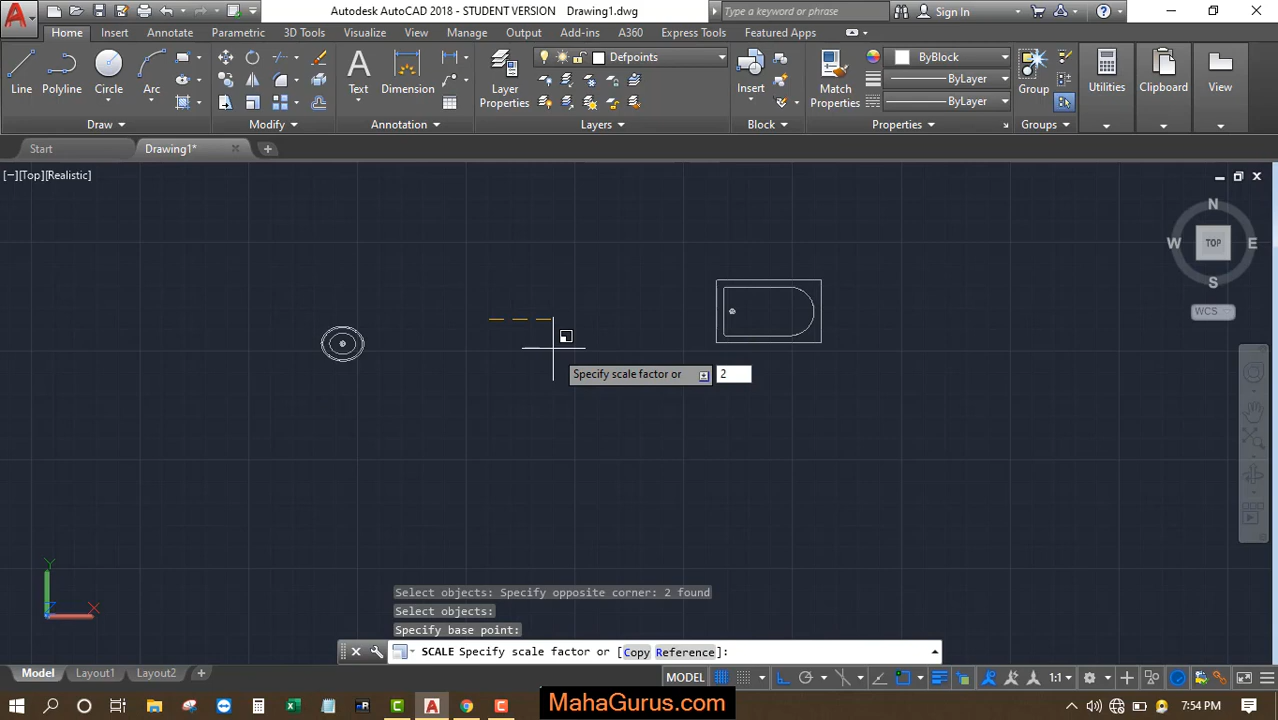 Autodesk AutoCAD 2018 - STUDENT VERSION Drawing1.dwg
Type a keyword or phrase
Sign In
Home Insert Annotate Parametric 3D Tools Visualize View Manage Output Add-ins A360 Express Tools Featured Apps
Line Polyline Circle Arc
Text Dimension
Layer Properties
Defpoints
Insert
Match Properties
ByBlock
ByLayer
ByLayer
Group
Utilities
Clipboard
View
Draw Modify Annotation Layers Block Properties Groups
Start Drawing1*
[−][Top][Realistic]
N
W TOP E
S
WCS
Specify scale factor or 2
Y
X
Select objects: Specify opposite corner: 2 found
Select objects:
Specify base point:
SCALE Specify scale factor or [Copy Reference]:
Model Layout1 Layout2 +
MODEL
1:1
MahaGurus.com
7:54 PM